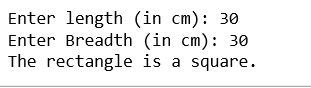 Enter length (in cm): 30
Enter Breadth (in cm): 30
The rectangle is a square.